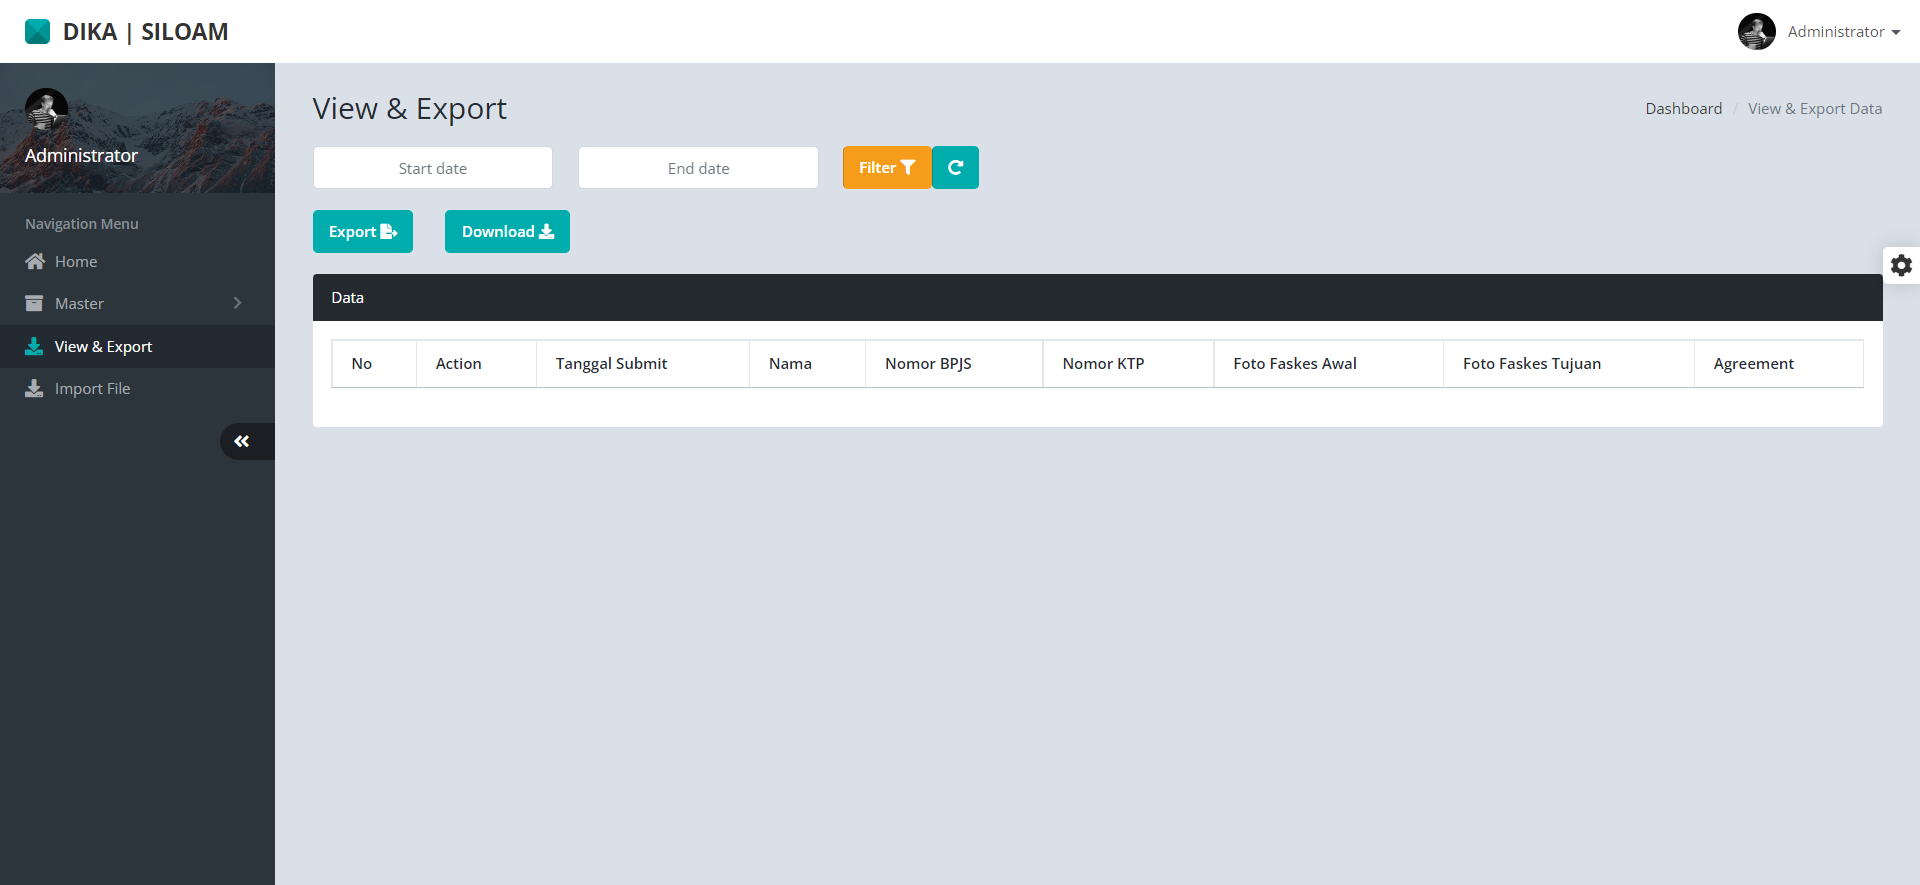 DIKA | SILOAM
Administrator
Administrator
Navigation Menu
Home
Master
View & Export
Import File
View & Export
Dashboard / View & Export Data
Start date
End date
Filter
Export
Download
Data
No Action Tanggal Submit Nama Nomor BPJS Nomor KTP Foto Faskes Awal Foto Faskes Tujuan Agreement